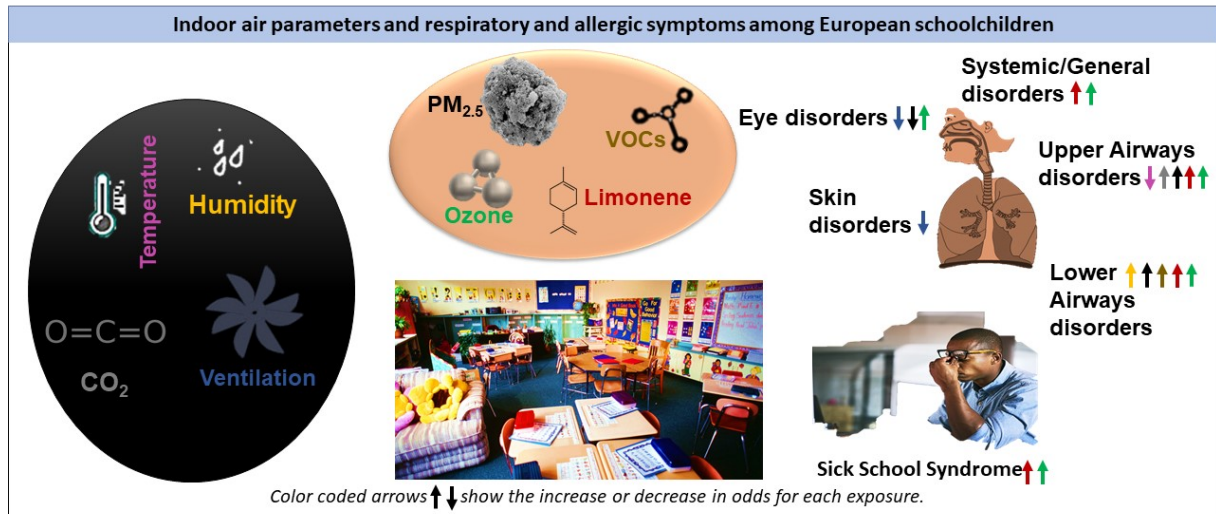 Indoor air parameters and respiratory and allergic symptoms among European schoolchildren
Temperature
Humidity
O=C=O
CO₂
Ventilation
PM₂.₅
VOCs
Ozone
Limonene
Systemic/General
disorders
Eye disorders
Upper Airways
disorders
Skin
disorders
Lower
Airways
disorders
Sick School Syndrome
Color coded arrows ↑↓ show the increase or decrease in odds for each exposure.